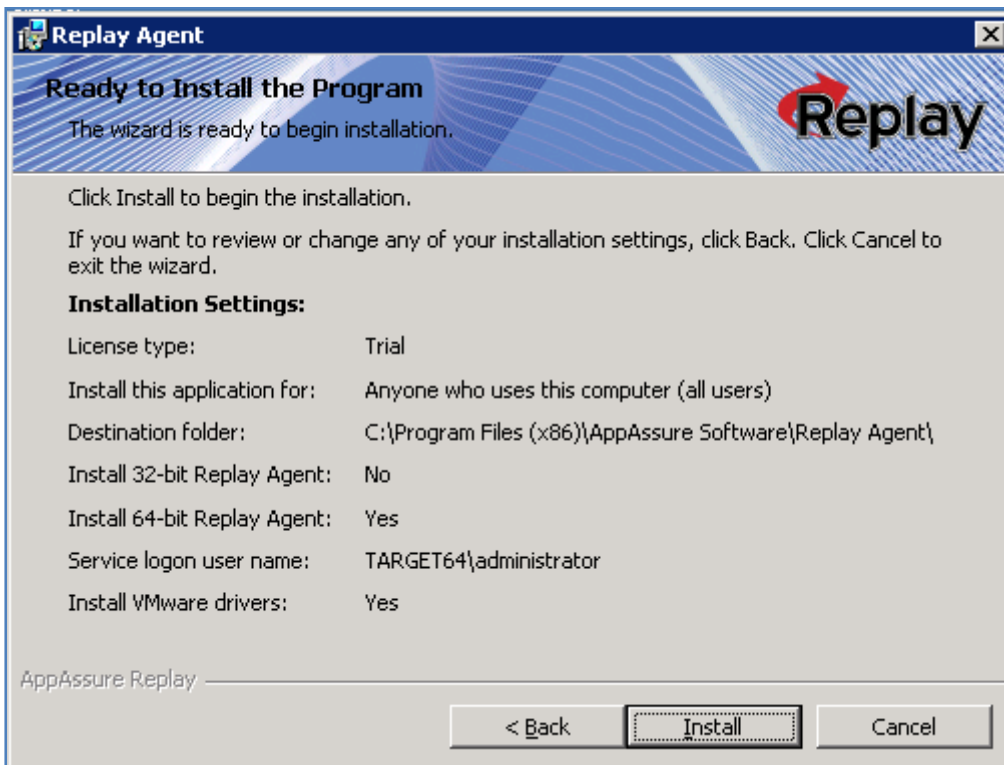 Replay Agent
Ready to Install the Program
The wizard is ready to begin installation.
Replay
Click Install to begin the installation.
If you want to review or change any of your installation settings, click Back. Click Cancel to
exit the wizard.
Installation Settings:
License type: Trial
Install this application for: Anyone who uses this computer (all users)
Destination folder: C:\Program Files (x86)\AppAssure Software\Replay Agent\
Install 32-bit Replay Agent: No
Install 64-bit Replay Agent: Yes
Service logon user name: TARGET64\administrator
Install VMware drivers: Yes
AppAssure Replay
< Back Install Cancel